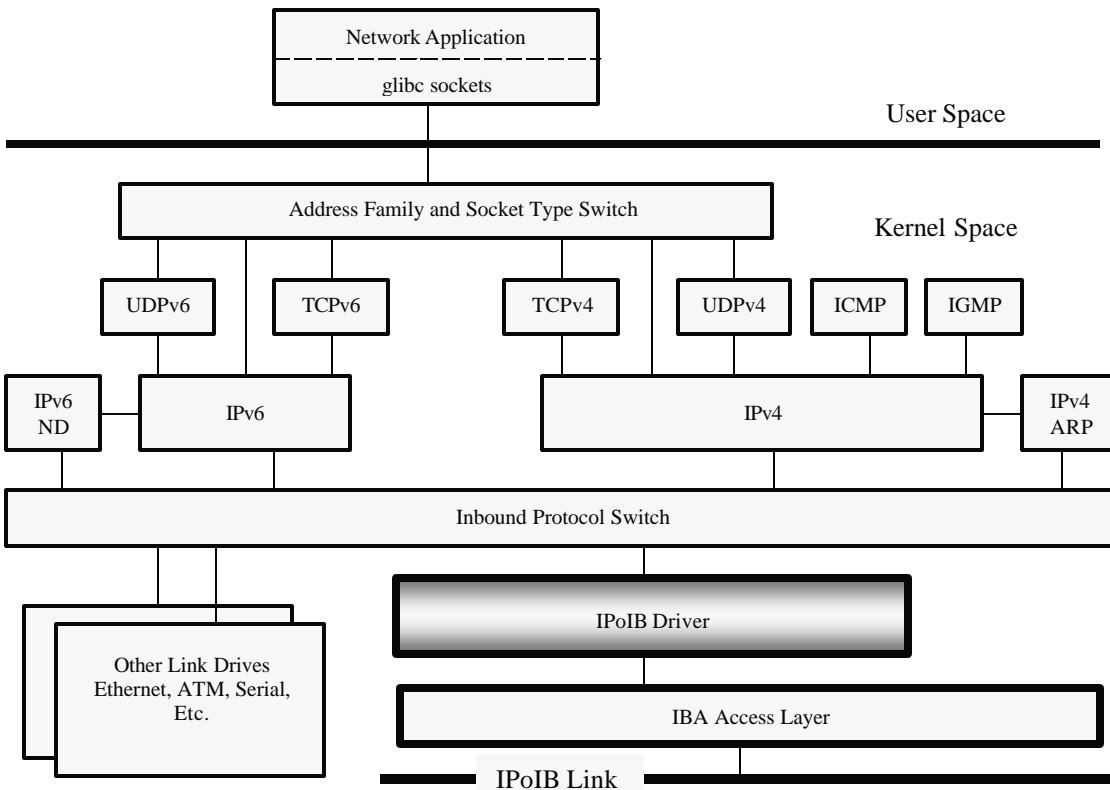 Network Application
glibc sockets
User Space
Address Family and Socket Type Switch
Kernel Space
UDPv6
TCPv6
TCPv4
UDPv4
ICMP
IGMP
IPv6
ND
IPv6
IPv4
IPv4
ARP
Inbound Protocol Switch
IPoIB Driver
Other Link Drives
Ethernet, ATM, Serial,
Etc.
IBA Access Layer
IPoIB Link